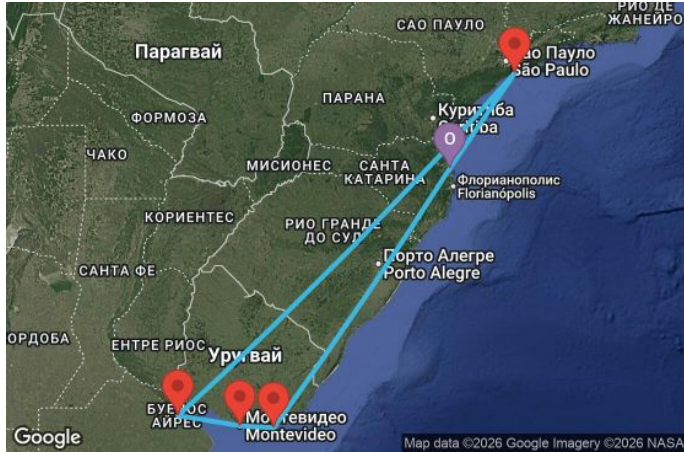 РИО ДЕ
ЖАНЕЙРО
САО ПАУЛО
Парагвай
Сао Пауло
São Paulo
ПАРАНА
ФОРМОЗА
Куритиба
Curitiba
O
ЧАКО
МИСИОНЕС
САНТА
КАТАРИНА
Флорианополис
Florianópolis
КОРИЕНТЕС
РИО ГРАНДЕ
ДО СУЛ
Порто Алегре
Porto Alegre
САНТА ФЕ
ОРДОБА
ЕНТРЕ РИОС
Уругвай
БУЕНОС
АЙРЕС
Монтевидео
Montevideo
Google
Map data ©2026 Google Imagery ©2026 NASA